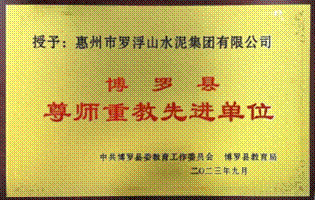 授予：惠州市罗浮山水泥集团有限公司
博罗县
尊师重教先进单位
中共博罗县委教育工作委员会 博罗县教育局
二〇二三年九月